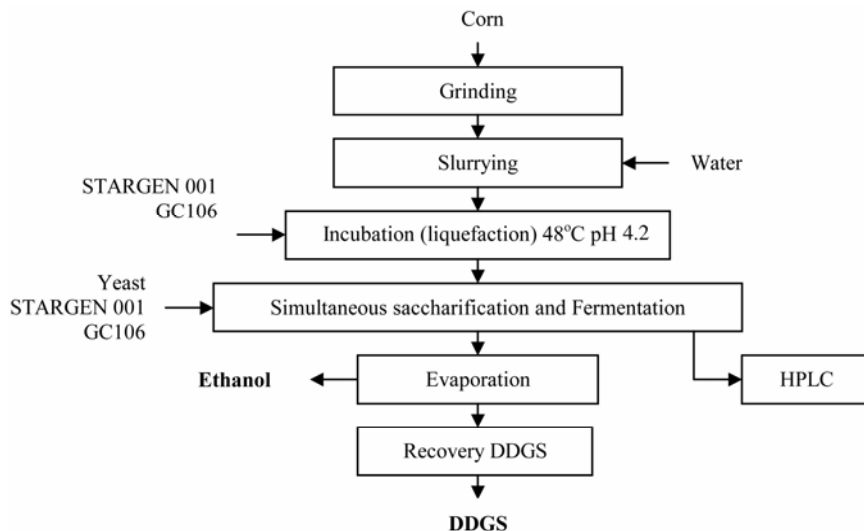 Corn
Grinding
Slurrying
Water
STARGEN 001
GC106
Incubation (liquefaction) 48°C pH 4.2
Yeast
STARGEN 001
GC106
Simultaneous saccharification and Fermentation
Ethanol
Evaporation
HPLC
Recovery DDGS
DDGS